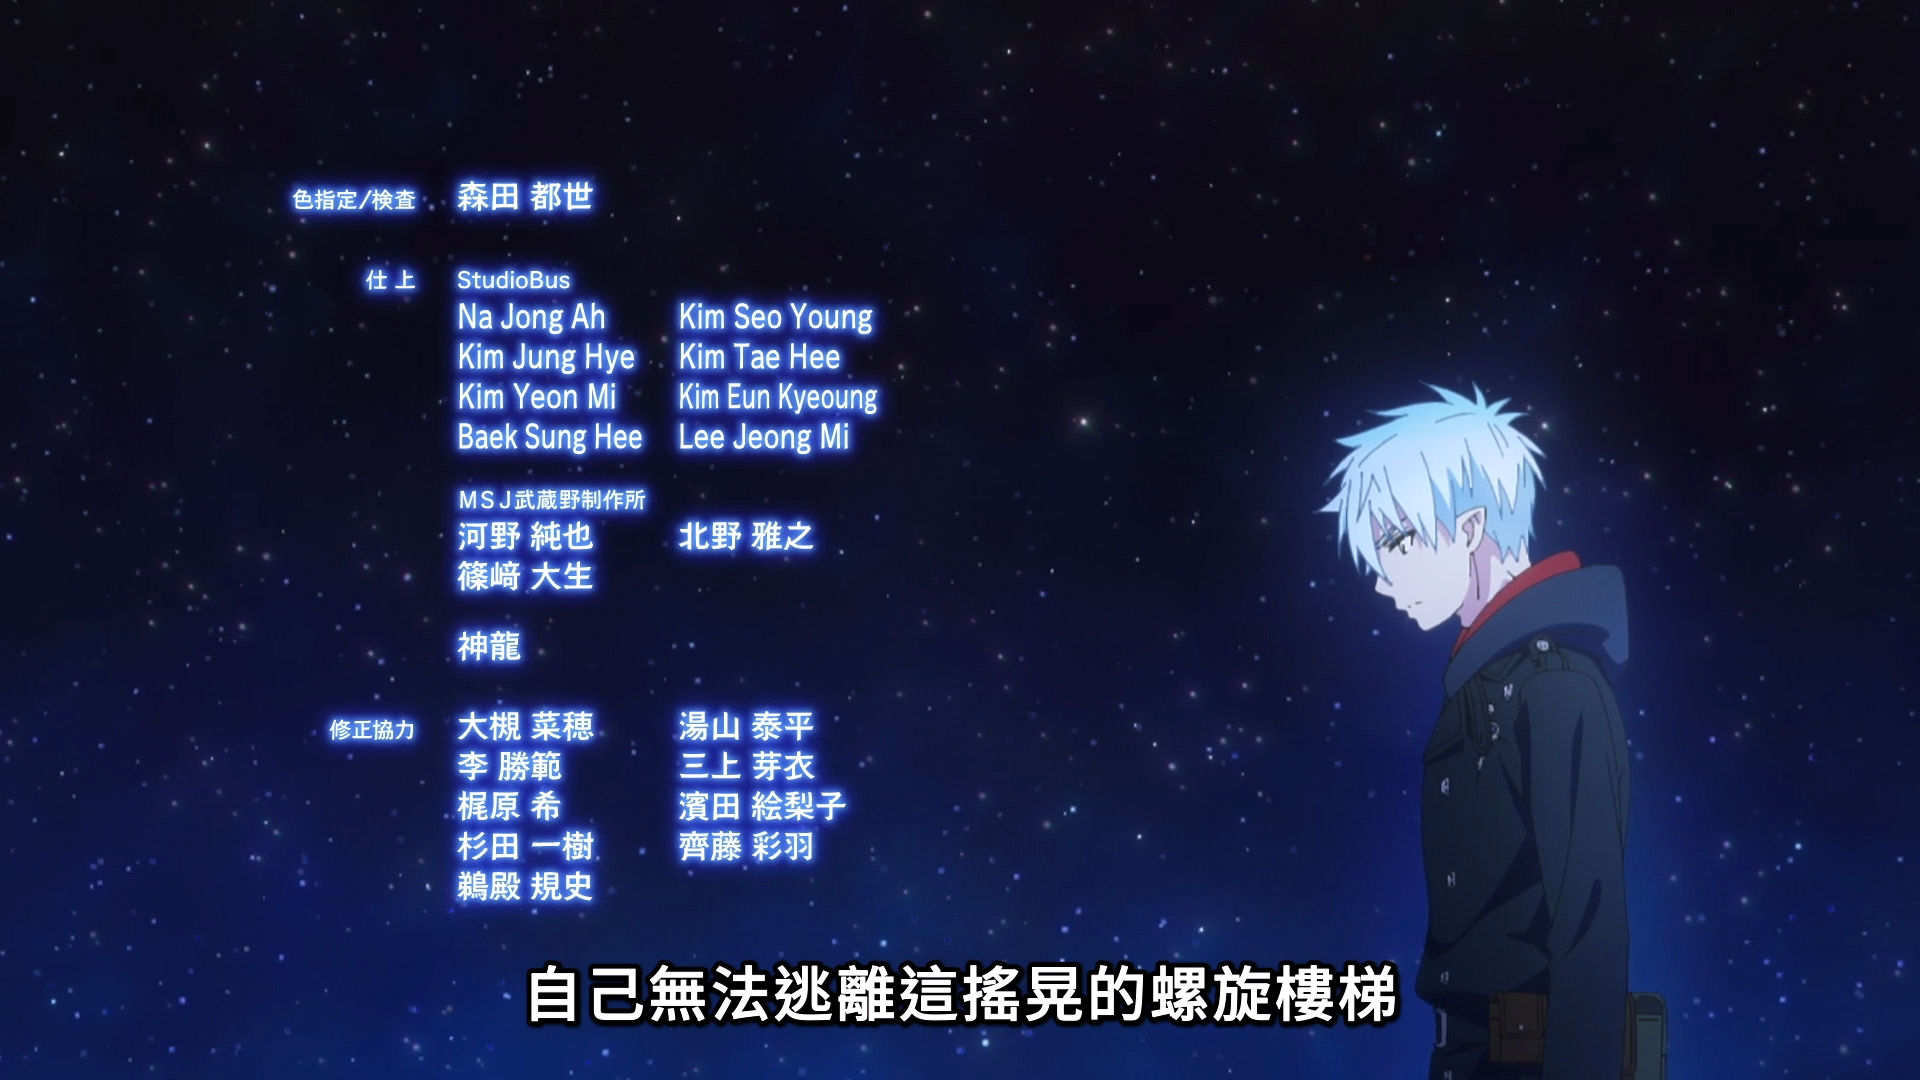 色指定/検査 森田 都世
仕上 StudioBus
Na Jong Ah Kim Seo Young
Kim Jung Hye Kim Tae Hee
Kim Yeon Mi Kim Eun Kyeoung
Baek Sung Hee Lee Jeong Mi
MSJ武蔵野制作所
河野 純也 北野 雅之
篠﨑 大生
神龍
修正協力 大槻 菜穂 湯山 泰平
李 勝範 三上 芽衣
梶原 希 濱田 絵梨子
杉田 一樹 齊藤 彩羽
鵜殿 規史
自己無法逃離這搖晃的螺旋樓梯